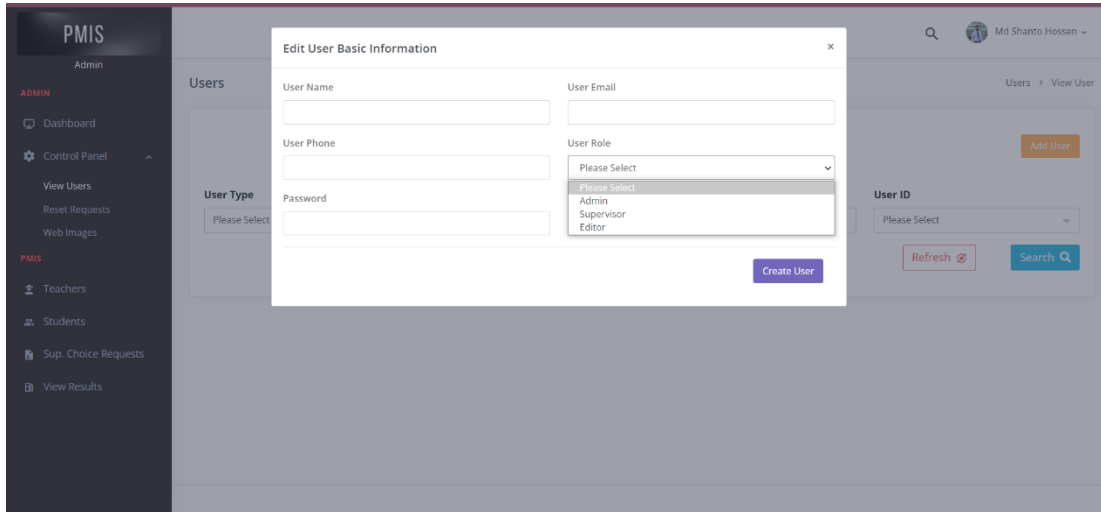 PMIS
Admin
ADMIN
Dashboard
Control Panel
View Users
Reset Requests
Web Images
PMIS
Teachers
Students
Sup. Choice Requests
View Results
Md Shanto Hossen
Users
Users > View User
Add User
User Type
Please Select
User ID
Please Select
Refresh
Search
Edit User Basic Information ×
User Name
User Email
User Phone
User Role
Please Select
Please Select
Admin
Supervisor
Editor
Password
Create User